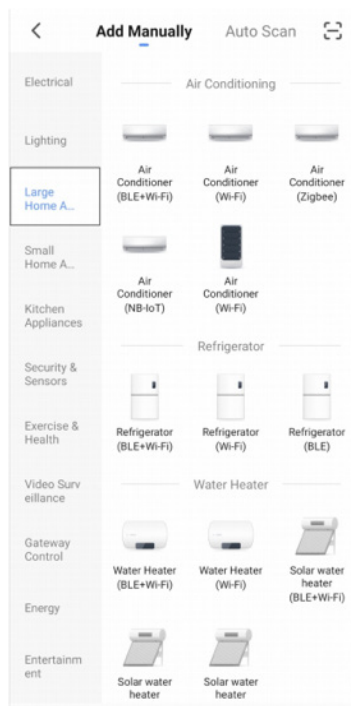 Add Manually Auto Scan
Electrical
Lighting
Large
Home A...
Small
Home A...
Kitchen
Appliances
Security &
Sensors
Exercise &
Health
Video Surv
eillance
Gateway
Control
Energy
Entertainm
ent
Air Conditioning
Air
Conditioner
(BLE+Wi-Fi)
Air
Conditioner
(Wi-Fi)
Air
Conditioner
(Zigbee)
Air
Conditioner
(NB-IoT)
Air
Conditioner
(Wi-Fi)
Refrigerator
Refrigerator
(BLE+Wi-Fi)
Refrigerator
(Wi-Fi)
Refrigerator
(BLE)
Water Heater
Water Heater
(BLE+Wi-Fi)
Water Heater
(Wi-Fi)
Solar water
heater
(BLE+Wi-Fi)
Solar water
heater
Solar water
heater